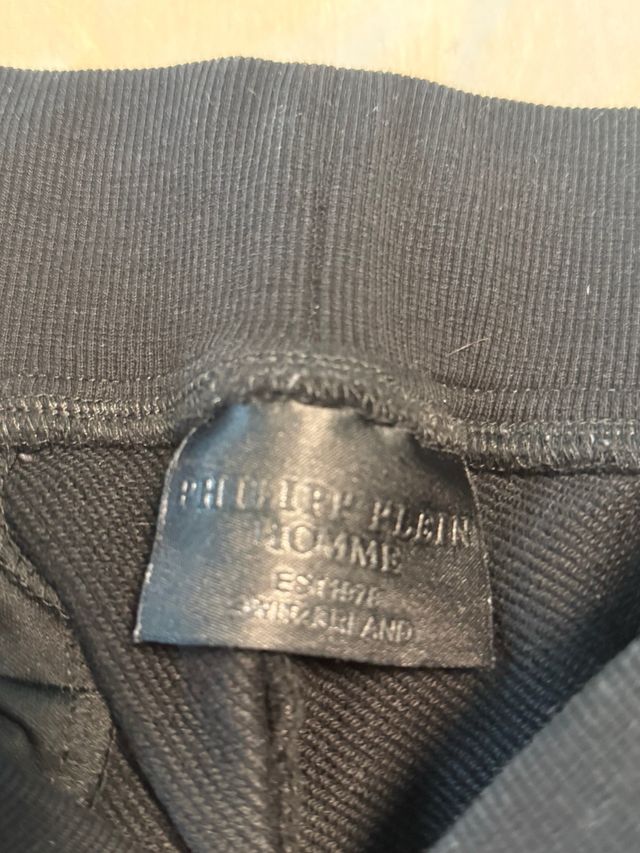 PHILIPP PLEIN
HOMME
EST.1978
SWITZERLAND